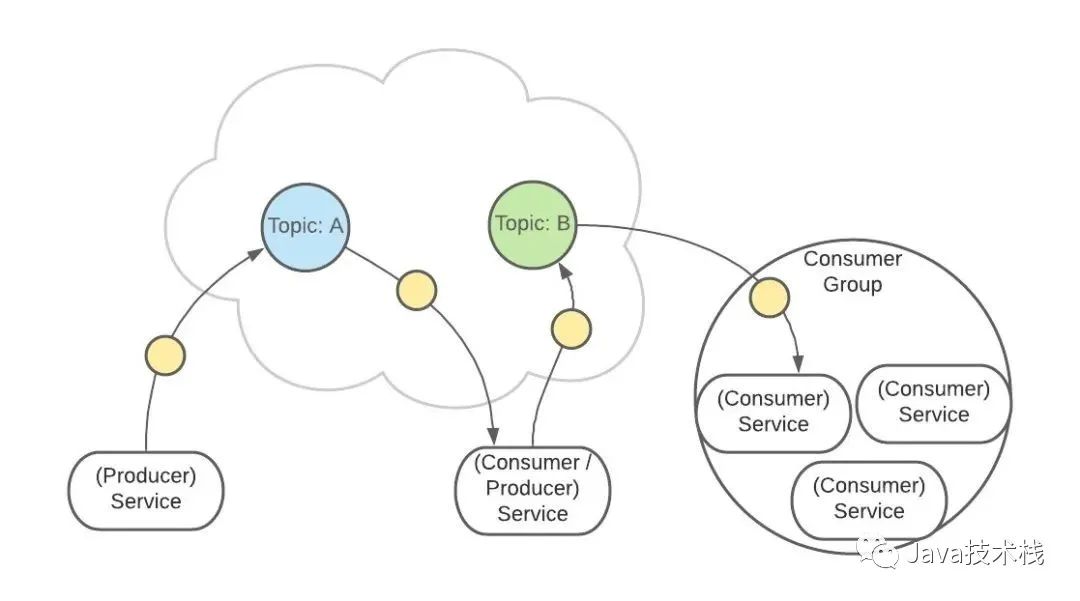 Topic: A
Topic: B
Consumer
Group
(Producer)
Service
(Consumer /
Producer)
Service
(Consumer)
Service
(Consumer)
Service
(Consumer)
Service
Java技术栈